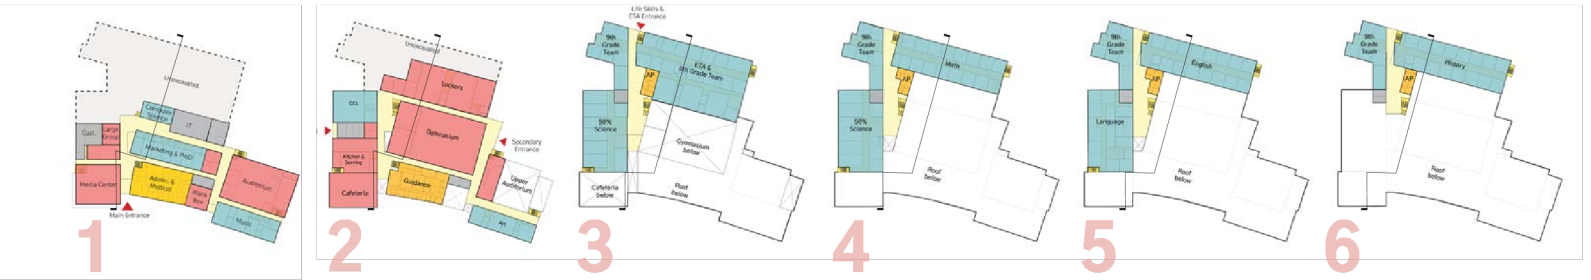 Unexcavated
Computer
Science
IT
Cust.
Large
Group
Marketing & PWD
Media Center
Admin. &
Medical
Black
Box
Auditorium
Music
Main Entrance
1
Unexcavated
Lockers
ECS
Gymnasium
Kitchen &
Serving
Cafeteria
Guidance
Upper
Auditorium
Art
Secondary
Entrance
2
Life Skills &
ETA Entrance
9th
Grade
Team
AP
ETA &
9th Grade Team
50%
Science
Gymnasium
below
Cafeteria
below
Roof
below
3
9th
Grade
Team
Math
AP
50%
Science
Roof
below
4
9th
Grade
Team
English
AP
Language
Roof
below
5
9th
Grade
Team
History
AP
Roof
below
6